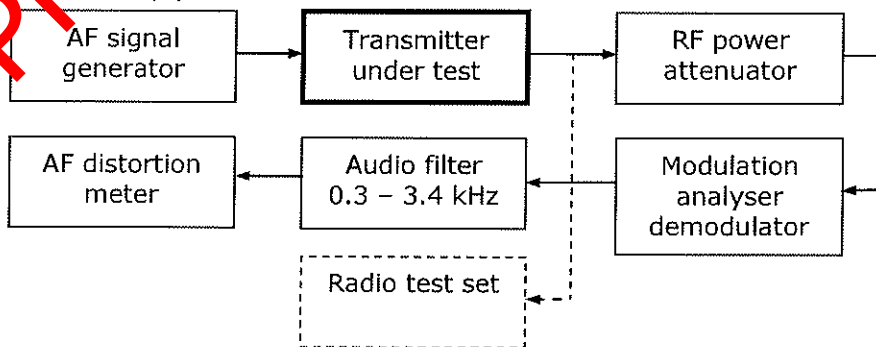 AF signal
generator
Transmitter
under test
RF power
attenuator
AF distortion
meter
Audio filter
0.3 – 3.4 kHz
Modulation
analyser
demodulator
Radio test set